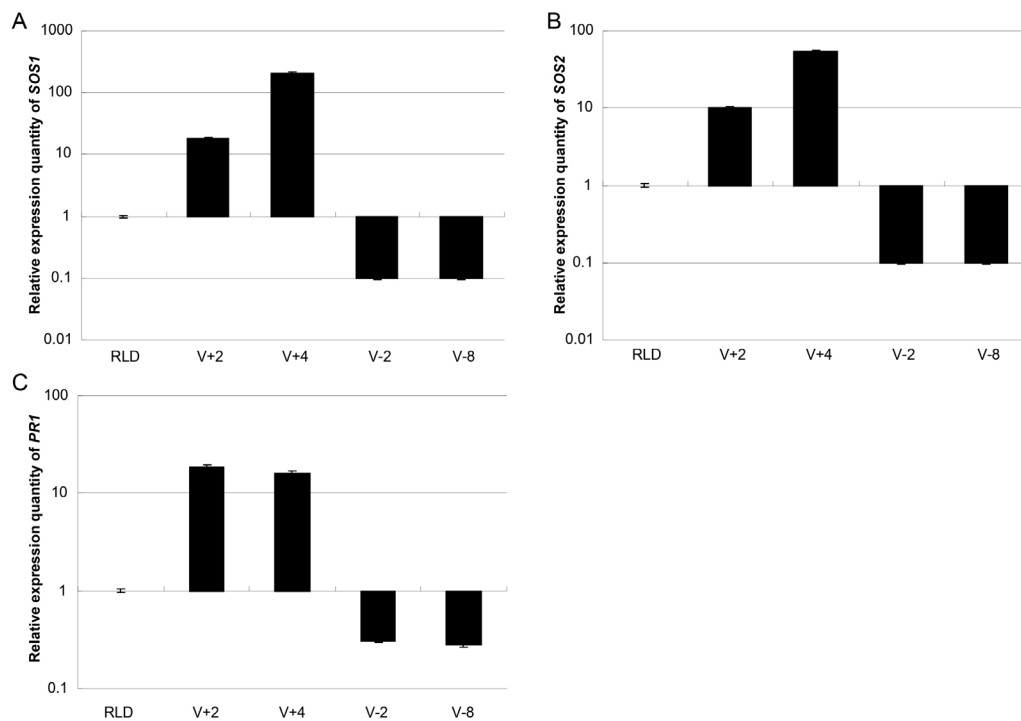 A
Relative expression quantity of SOS1
1000
100
10
1
0.1
0.01
RLD V+2 V+4 V-2 V-8
B
Relative expression quantity of SOS2
100
10
1
0.1
0.01
RLD V+2 V+4 V-2 V-8
C
Relative expression quantity of PR1
100
10
1
0.1
RLD V+2 V+4 V-2 V-8